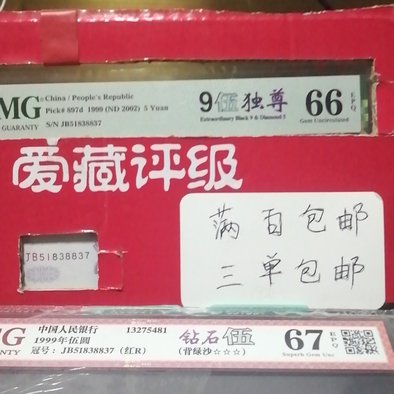 MG
GUARANTY
China / People's Republic
Pick# 897d 1999 (ND 2002) 5 Yuan
S/N JB51838837
9伍独尊
Extraordinary Black 9 & Diamond 5
66 EPQ
Gem Uncirculated
爱藏评级
JB51838837
满百包邮
三单包邮
中国人民银行 13275481
1999年伍圆
冠号: JB51838837 (红R)
钻石伍
(背绿沙☆☆☆)
67 EPQ
Superb Gem Unc